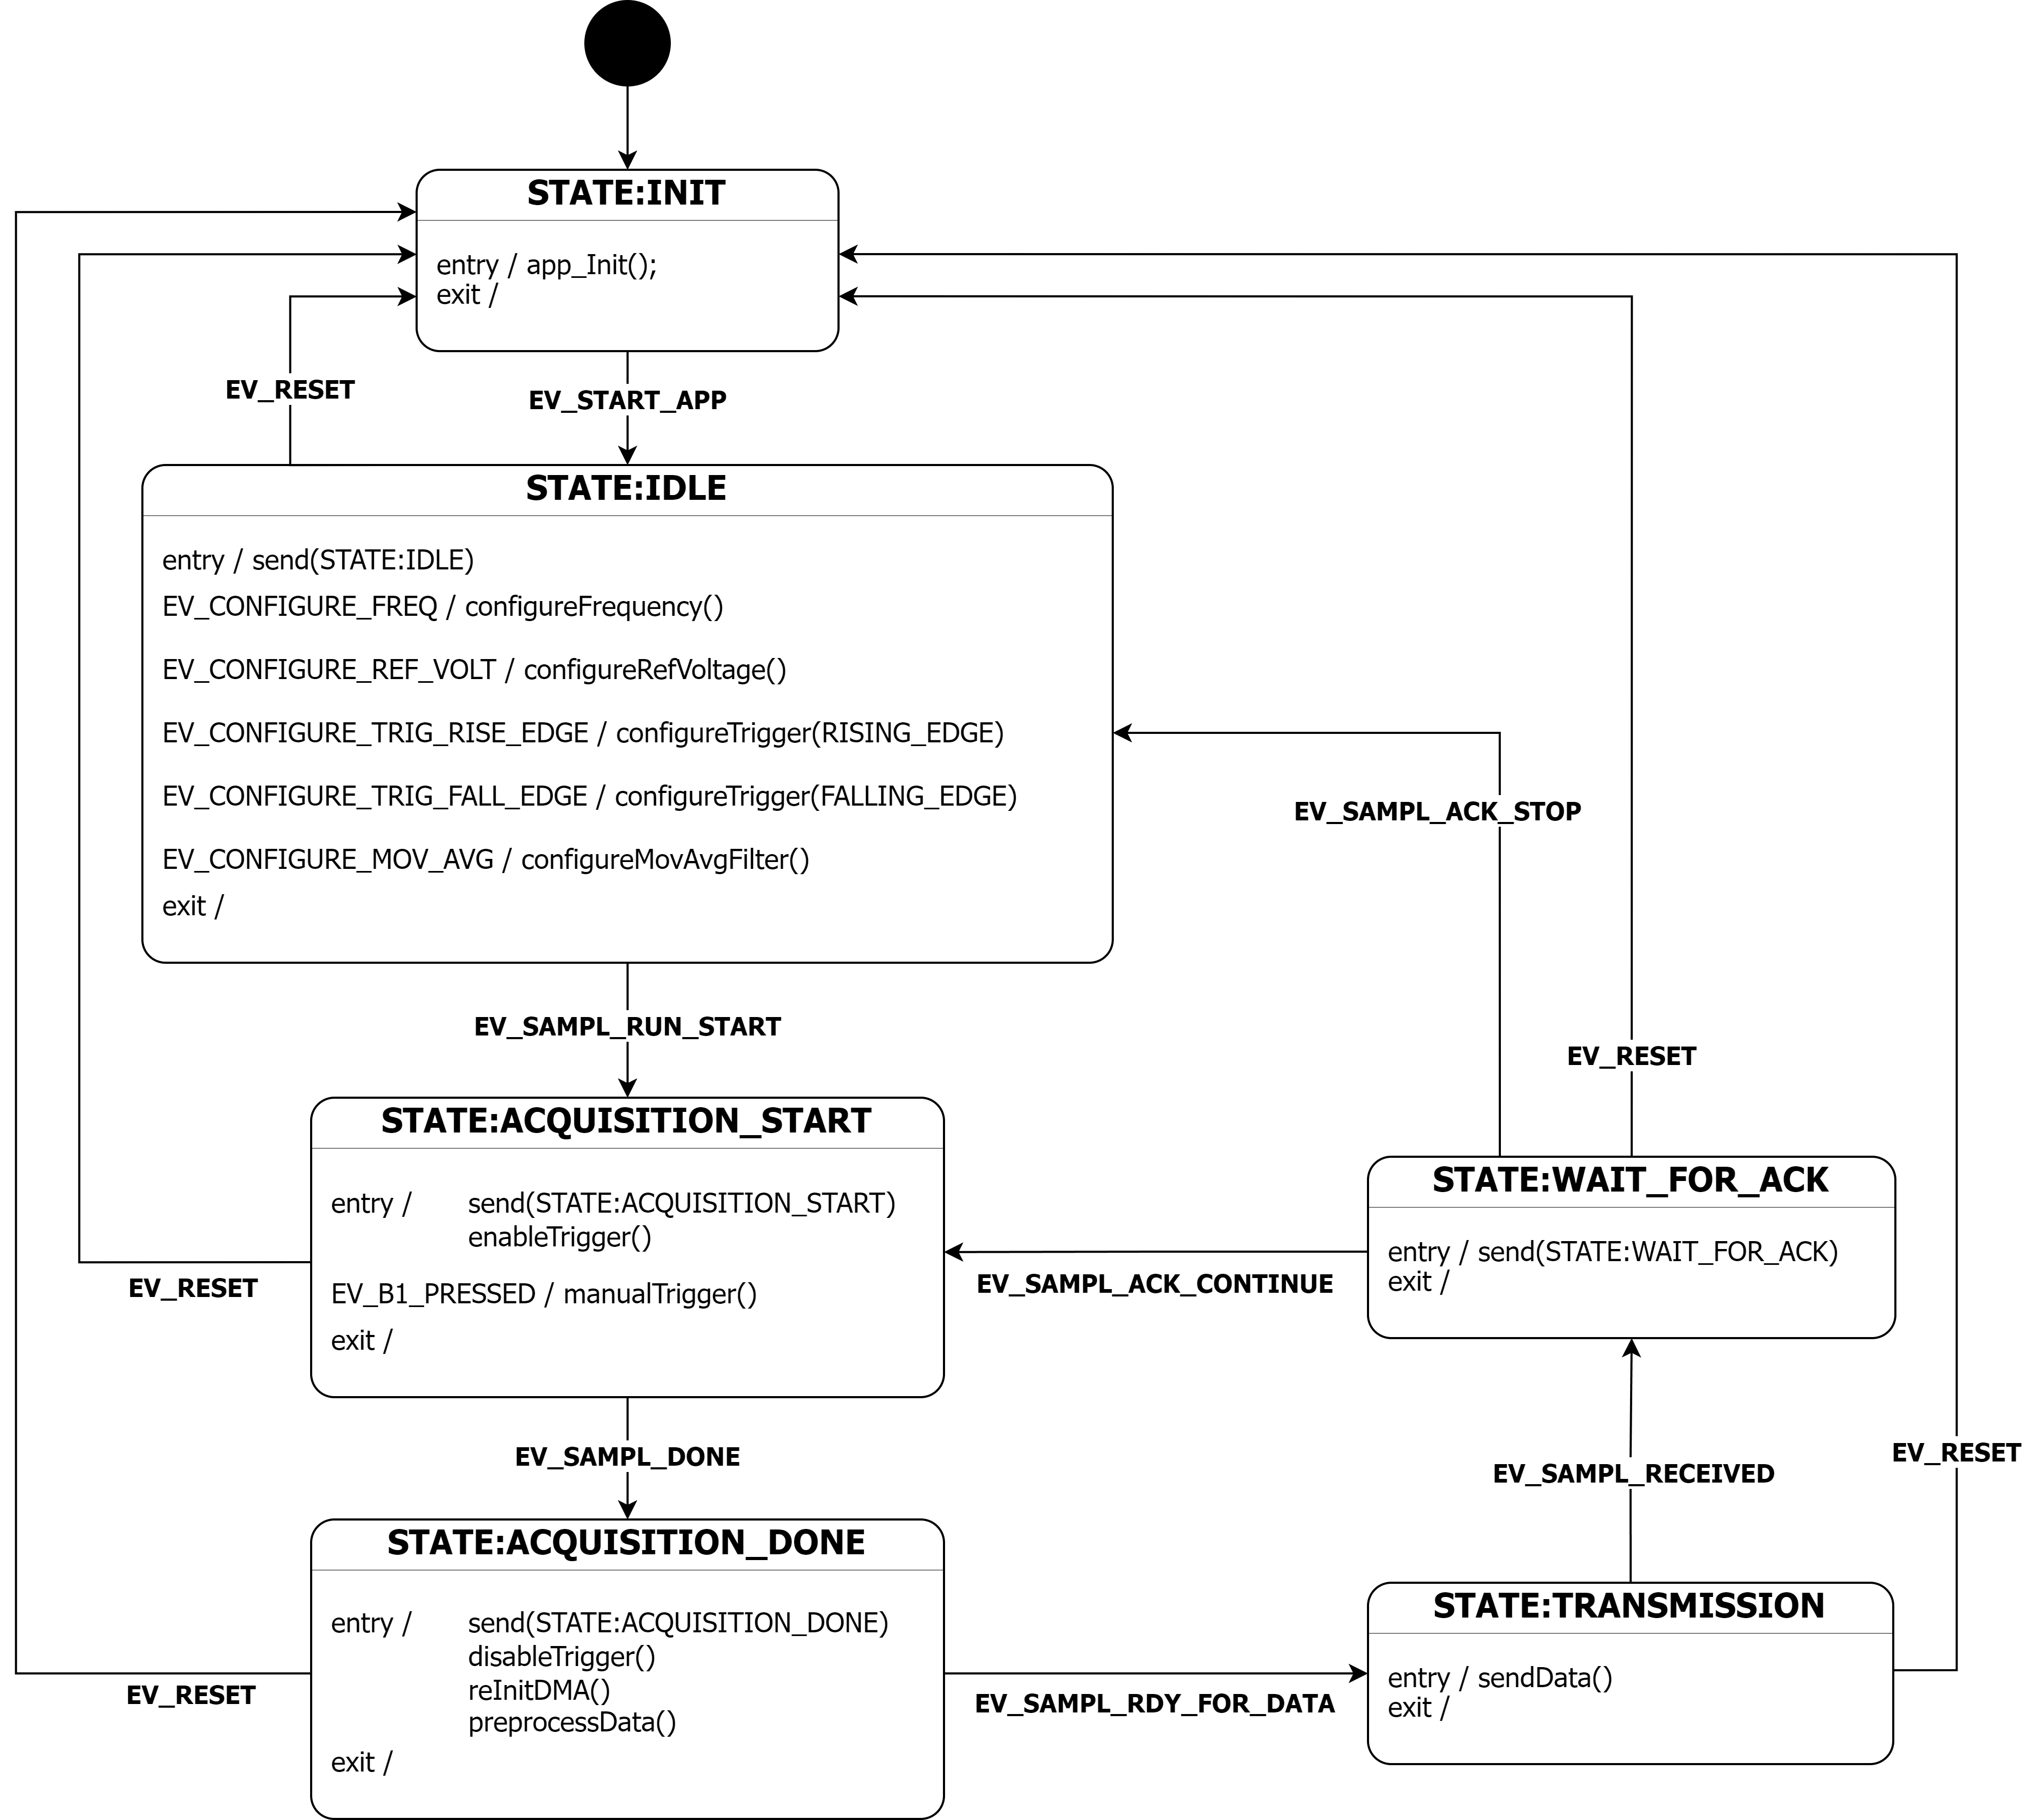 STATE:INIT
entry / app_Init();
exit /
EV_RESET
EV_START_APP
STATE:IDLE
entry / send(STATE:IDLE)
EV_CONFIGURE_FREQ / configureFrequency()
EV_CONFIGURE_REF_VOLT / configureRefVoltage()
EV_CONFIGURE_TRIG_RISE_EDGE / configureTrigger(RISING_EDGE)
EV_CONFIGURE_TRIG_FALL_EDGE / configureTrigger(FALLING_EDGE)
EV_CONFIGURE_MOV_AVG / configureMovAvgFilter()
exit /
EV_SAMPL_ACK_STOP
EV_SAMPL_RUN_START
EV_RESET
STATE:ACQUISITION_START
entry / send(STATE:ACQUISITION_START)
enableTrigger()
EV_B1_PRESSED / manualTrigger()
exit /
EV_RESET
EV_SAMPL_ACK_CONTINUE
STATE:WAIT_FOR_ACK
entry / send(STATE:WAIT_FOR_ACK)
exit /
EV_SAMPL_DONE
EV_SAMPL_RECEIVED
EV_RESET
STATE:ACQUISITION_DONE
entry / send(STATE:ACQUISITION_DONE)
disableTrigger()
reInitDMA()
preprocessData()
exit /
EV_RESET
EV_SAMPL_RDY_FOR_DATA
STATE:TRANSMISSION
entry / sendData()
exit /